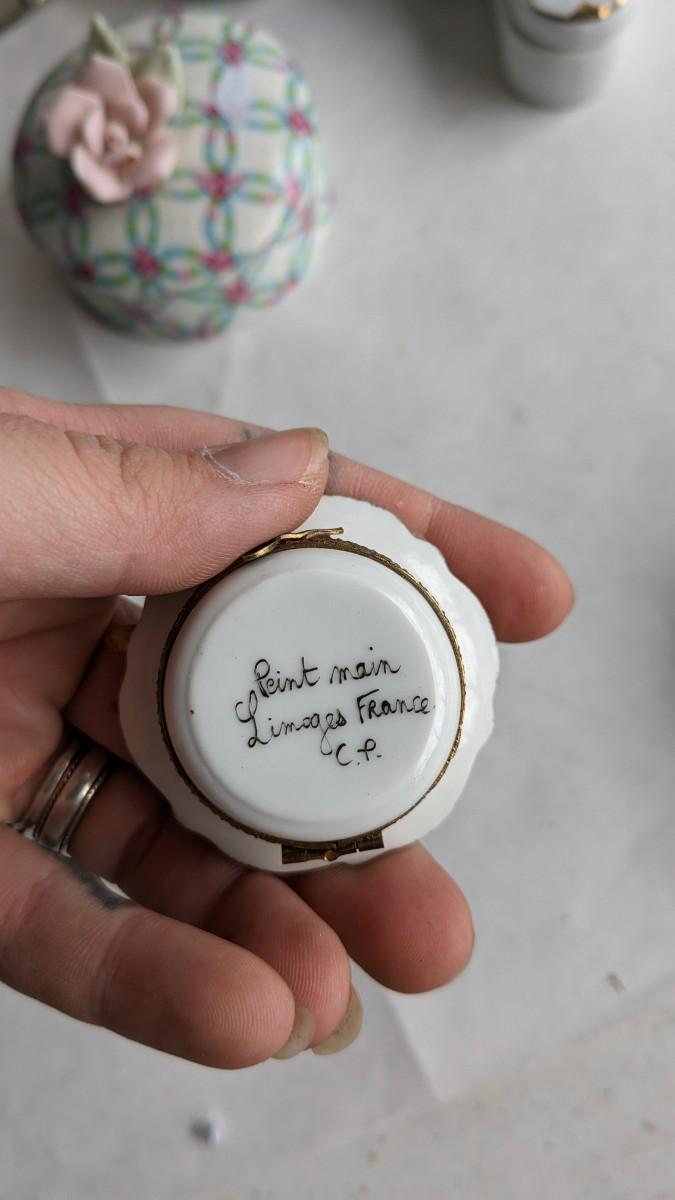 Peint main
Limoges France
C.P.